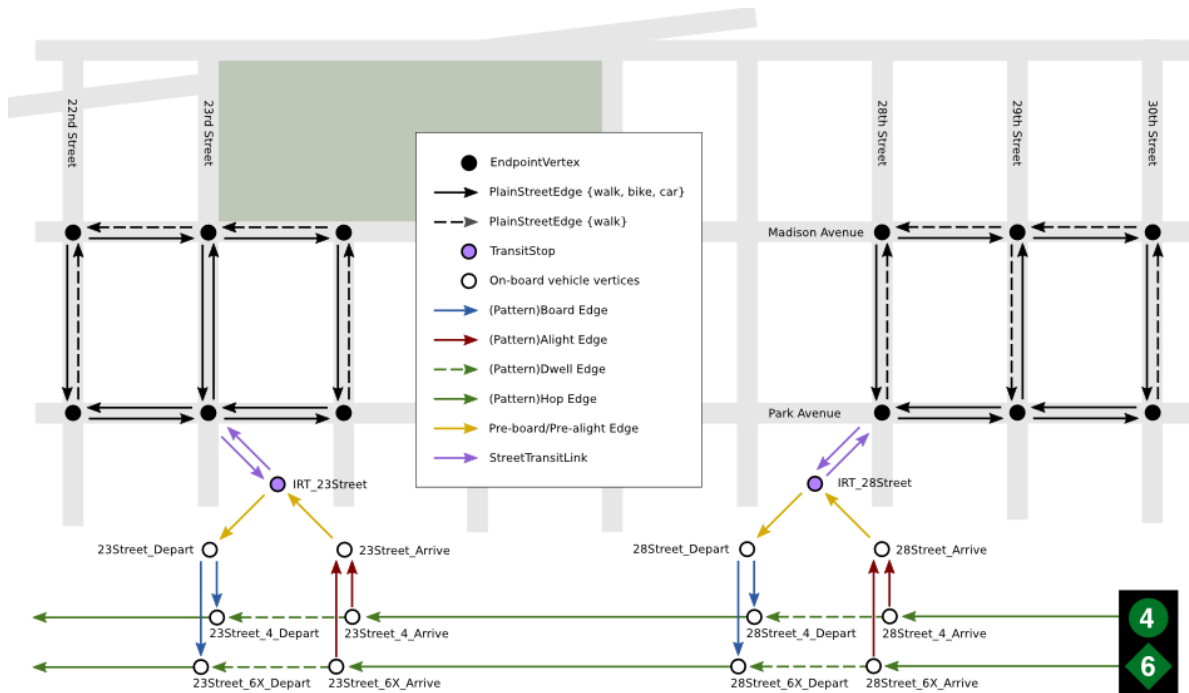 22nd Street
23rd Street
28th Street
29th Street
30th Street
EndpointVertex
PlainStreetEdge {walk, bike, car}
PlainStreetEdge {walk}
TransitStop
On-board vehicle vertices
(Pattern)Board Edge
(Pattern)Alight Edge
(Pattern)Dwell Edge
(Pattern)Hop Edge
Pre-board/Pre-alight Edge
StreetTransitLink
Madison Avenue
Park Avenue
IRT_23Street
IRT_28Street
23Street_Depart
23Street_Arrive
28Street_Depart
28Street_Arrive
23Street_4_Depart
23Street_4_Arrive
28Street_4_Depart
28Street_4_Arrive
4
23Street_6X_Depart
23Street_6X_Arrive
28Street_6X_Depart
28Street_6X_Arrive
6